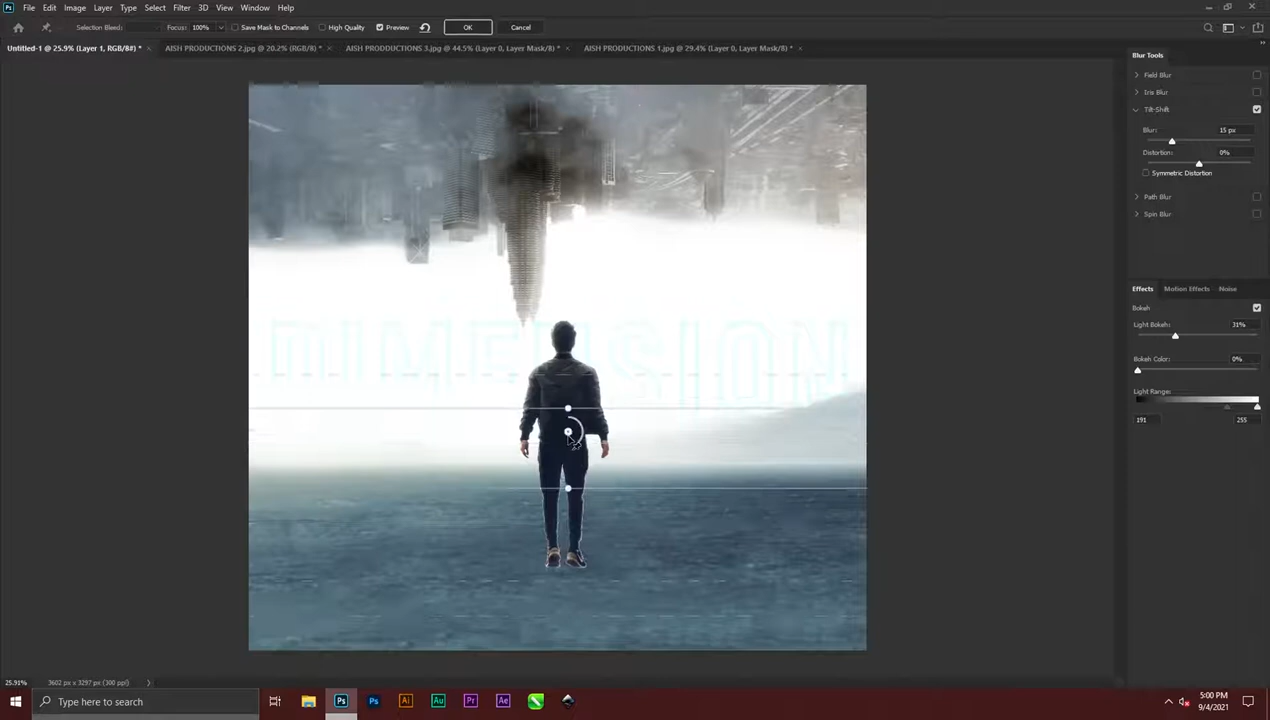 File Edit Image Layer Type Select Filter 3D View Window Help
Selection Bleed: Focus: 100% Save Mask to Channels High Quality Preview OK Cancel
Untitled-1 @ 25.9% (Layer 1, RGB/8#) * AISH PRODUCTIONS 2.jpg @ 20.2% (RGB/8) * AISH PRODDUCTIONS 3.jpg @ 44.5% (Layer 0, Layer Mask/8) * AISH PRODUCTIONS 1.jpg @ 29.4% (Layer 0, Layer Mask/8) *
Blur Tools
Field Blur
Iris Blur
Tilt-Shift
Blur: 15 px
Distortion: 0%
Symmetric Distortion
Path Blur
Spin Blur
Effects Motion Effects Noise
Bokeh
Light Bokeh: 31%
Bokeh Color: 0%
Light Range:
191 255
DIMENSION
25.91% 3602 px x 3297 px (300 ppi)
Type here to search
5:00 PM
9/4/2021